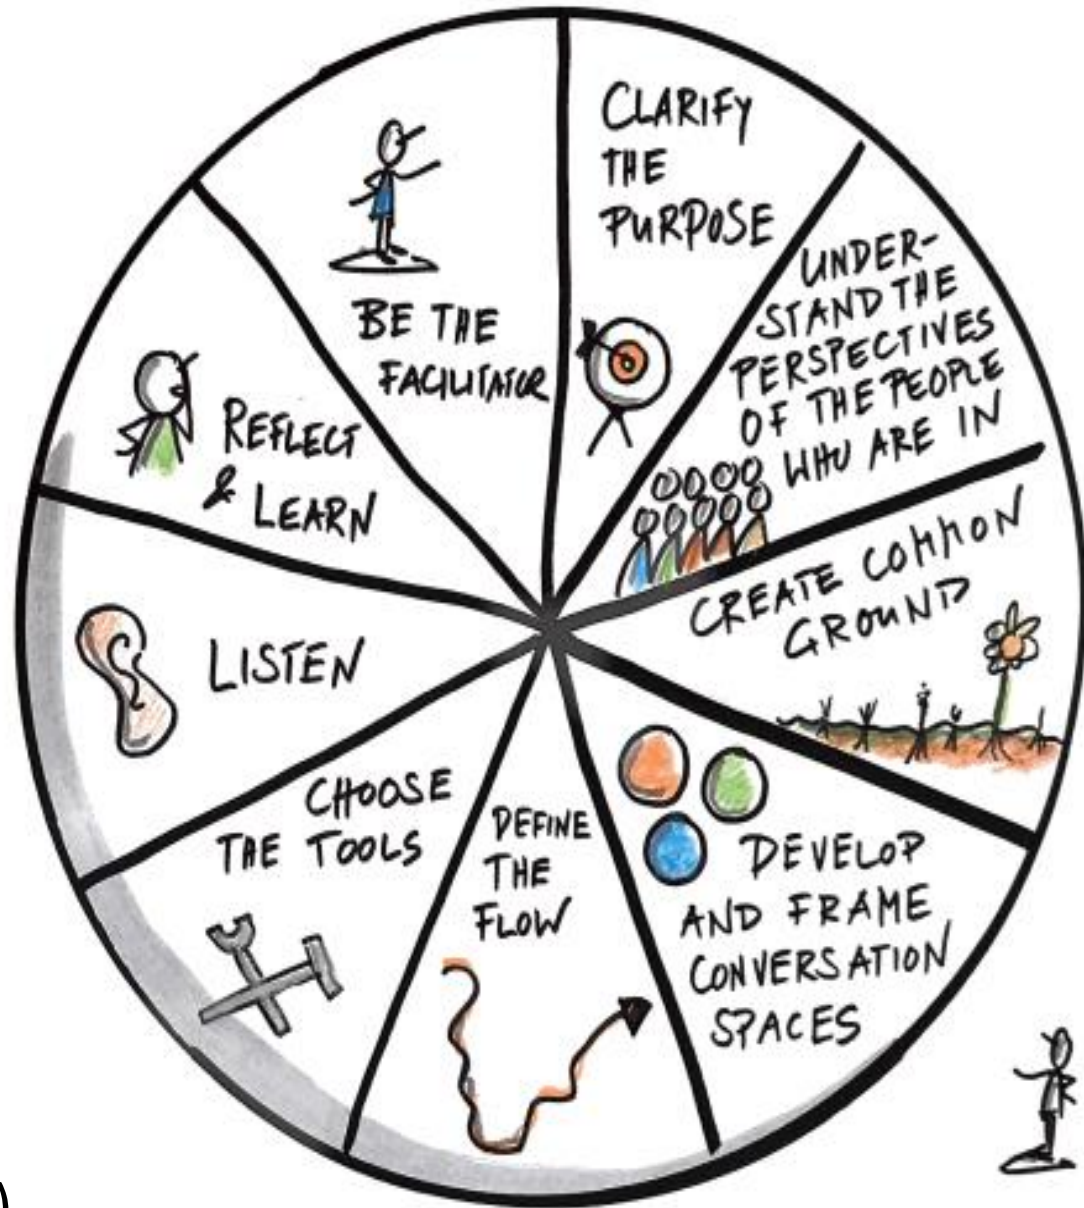 CLARIFY
THE
PURPOSE
UNDER-
STAND THE
PERSPECTIVES
OF THE PEOPLE
WHO ARE IN
CREATE COMMON
GROUND
DEVELOP
AND FRAME
CONVERSATION
SPACES
DEFINE
THE
FLOW
CHOOSE
THE TOOLS
LISTEN
REFLECT
& LEARN
BE THE
FACILITATOR
)